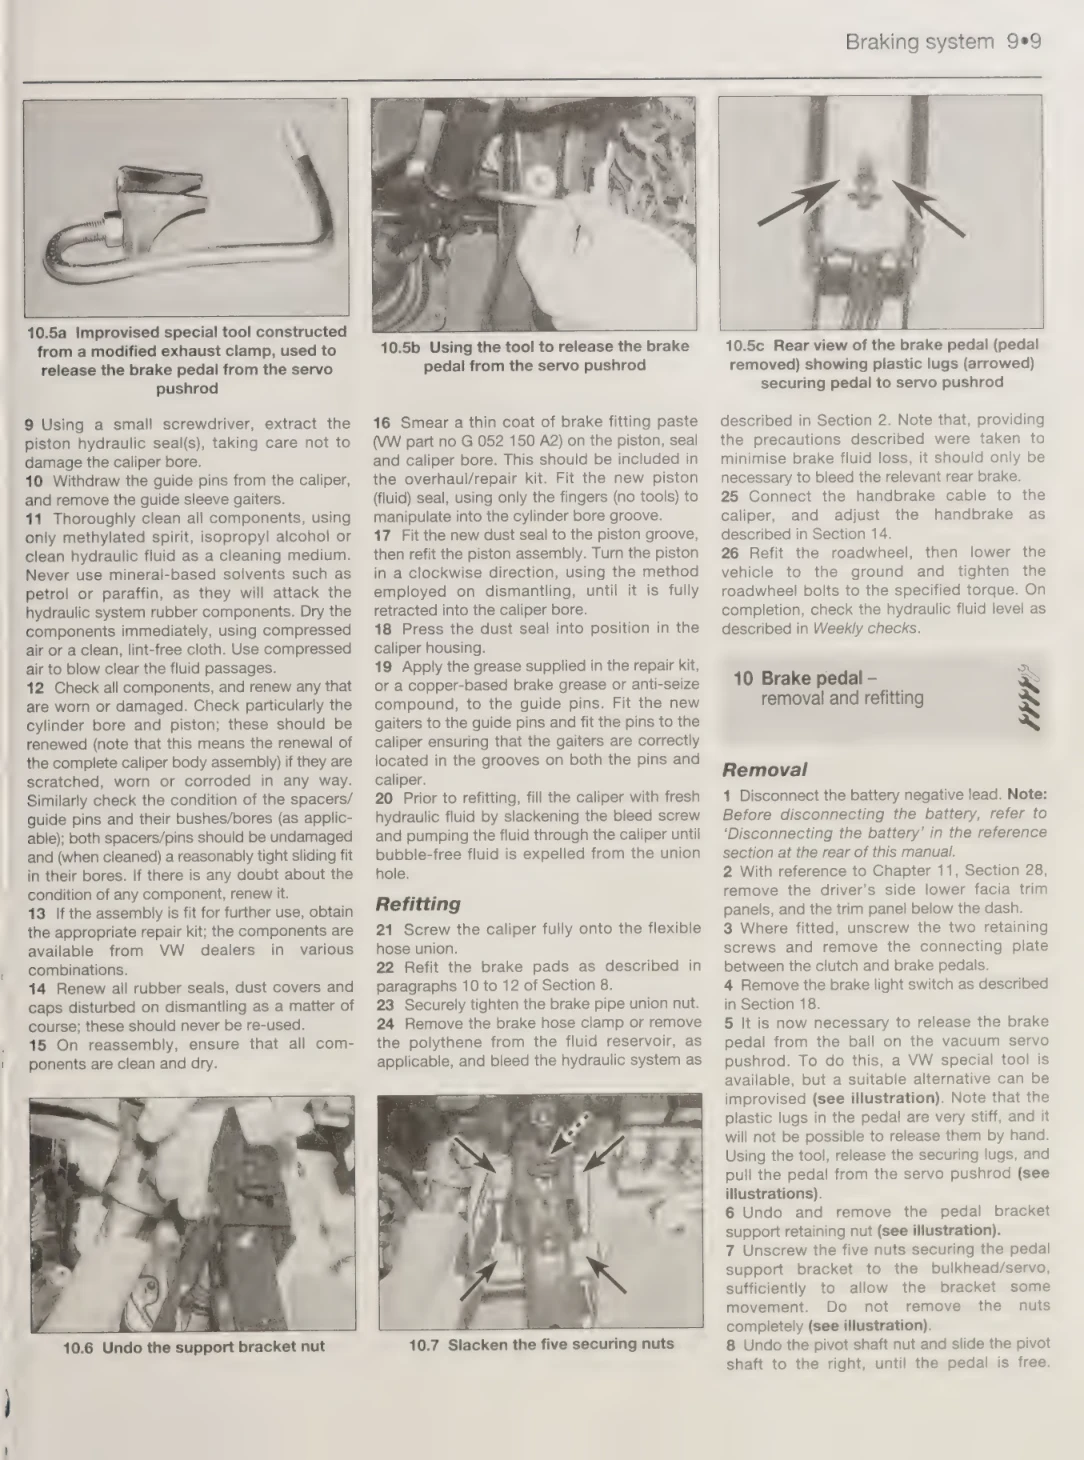 Braking system 9•9
10.5a Improvised special tool constructed
from a modified exhaust clamp, used to
release the brake pedal from the servo
pushrod
10.5b Using the tool to release the brake
pedal from the servo pushrod
10.5c Rear view of the brake pedal (pedal
removed) showing plastic lugs (arrowed)
securing pedal to servo pushrod
9 Using a small screwdriver, extract the
piston hydraulic seal(s), taking care not to
damage the caliper bore.
10 Withdraw the guide pins from the caliper,
and remove the guide sleeve gaiters.
11 Thoroughly clean all components, using
only methylated spirit, isopropyl alcohol or
clean hydraulic fluid as a cleaning medium.
Never use mineral-based solvents such as
petrol or paraffin, as they will attack the
hydraulic system rubber components. Dry the
components immediately, using compressed
air or a clean, lint-free cloth. Use compressed
air to blow clear the fluid passages.
12 Check all components, and renew any that
are worn or damaged. Check particularly the
cylinder bore and piston; these should be
renewed (note that this means the renewal of
the complete caliper body assembly) if they are
scratched, worn or corroded in any way.
Similarly check the condition of the spacers/
guide pins and their bushes/bores (as applic-
able); both spacers/pins should be undamaged
and (when cleaned) a reasonably tight sliding fit
in their bores. If there is any doubt about the
condition of any component, renew it.
13 If the assembly is fit for further use, obtain
the appropriate repair kit; the components are
available from VW dealers in various
combinations.
14 Renew all rubber seals, dust covers and
caps disturbed on dismantling as a matter of
course; these should never be re-used.
15 On reassembly, ensure that all com-
ponents are clean and dry.
16 Smear a thin coat of brake fitting paste
(VW part no G 052 150 A2) on the piston, seal
and caliper bore. This should be included in
the overhaul/repair kit. Fit the new piston
(fluid) seal, using only the fingers (no tools) to
manipulate into the cylinder bore groove.
17 Fit the new dust seal to the piston groove,
then refit the piston assembly. Turn the piston
in a clockwise direction, using the method
employed on dismantling, until it is fully
retracted into the caliper bore.
18 Press the dust seal into position in the
caliper housing.
19 Apply the grease supplied in the repair kit,
or a copper-based brake grease or anti-seize
compound, to the guide pins. Fit the new
gaiters to the guide pins and fit the pins to the
caliper ensuring that the gaiters are correctly
located in the grooves on both the pins and
caliper.
20 Prior to refitting, fill the caliper with fresh
hydraulic fluid by slackening the bleed screw
and pumping the fluid through the caliper until
bubble-free fluid is expelled from the union
hole.
Refitting
21 Screw the caliper fully onto the flexible
hose union.
22 Refit the brake pads as described in
paragraphs 10 to 12 of Section 8.
23 Securely tighten the brake pipe union nut.
24 Remove the brake hose clamp or remove
the polythene from the fluid reservoir, as
applicable, and bleed the hydraulic system as
described in Section 2. Note that, providing
the precautions described were taken to
minimise brake fluid loss, it should only be
necessary to bleed the relevant rear brake.
25 Connect the handbrake cable to the
caliper, and adjust the handbrake as
described in Section 14.
26 Refit the roadwheel, then lower the
vehicle to the ground and tighten the
roadwheel bolts to the specified torque. On
completion, check the hydraulic fluid level as
described in Weekly checks.
10 Brake pedal –
removal and refitting
Removal
1 Disconnect the battery negative lead. Note:
Before disconnecting the battery, refer to
'Disconnecting the battery' in the reference
section at the rear of this manual.
2 With reference to Chapter 11, Section 28,
remove the driver's side lower facia trim
panels, and the trim panel below the dash.
3 Where fitted, unscrew the two retaining
screws and remove the connecting plate
between the clutch and brake pedals.
4 Remove the brake light switch as described
in Section 18.
5 It is now necessary to release the brake
pedal from the ball on the vacuum servo
pushrod. To do this, a VW special tool is
available, but a suitable alternative can be
improvised (see illustration). Note that the
plastic lugs in the pedal are very stiff, and it
will not be possible to release them by hand.
Using the tool, release the securing lugs, and
pull the pedal from the servo pushrod (see
illustrations).
6 Undo and remove the pedal bracket
support retaining nut (see illustration).
7 Unscrew the five nuts securing the pedal
support bracket to the bulkhead/servo,
sufficiently to allow the bracket some
movement. Do not remove the nuts
completely (see illustration).
8 Undo the pivot shaft nut and slide the pivot
shaft to the right, until the pedal is free.
10.6 Undo the support bracket nut
10.7 Slacken the five securing nuts